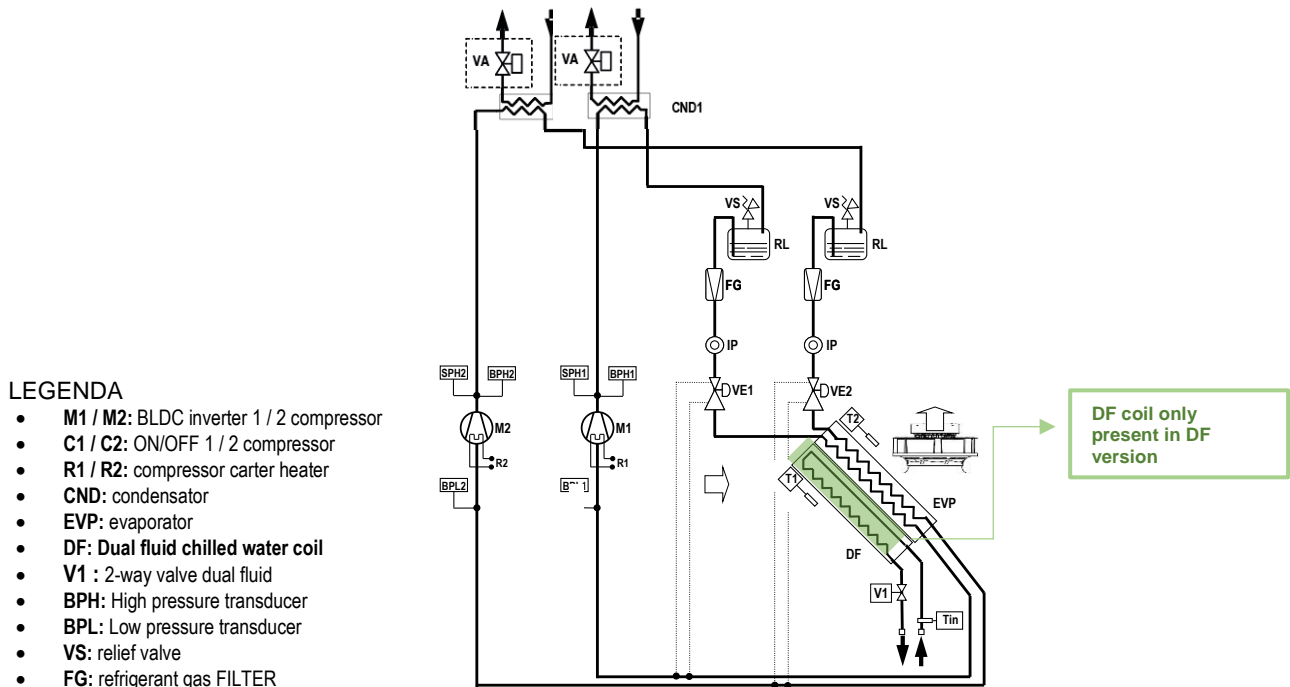 VA
VA
CND1
VS
VS
RL
RL
FG
FG
IP
IP
SPH2
BPH2
SPH1
BPH1
VE1
VE2
M2
M1
T2
R2
R1
T1
BPL2
EVP
DF
V1
Tin
DF coil only
present in DF
version
LEGENDA
• M1 / M2: BLDC inverter 1 / 2 compressor
• C1 / C2: ON/OFF 1 / 2 compressor
• R1 / R2: compressor carter heater
• CND: condensator
• EVP: evaporator
• DF: Dual fluid chilled water coil
• V1 : 2-way valve dual fluid
• BPH: High pressure transducer
• BPL: Low pressure transducer
• VS: relief valve
• FG: refrigerant gas FILTER